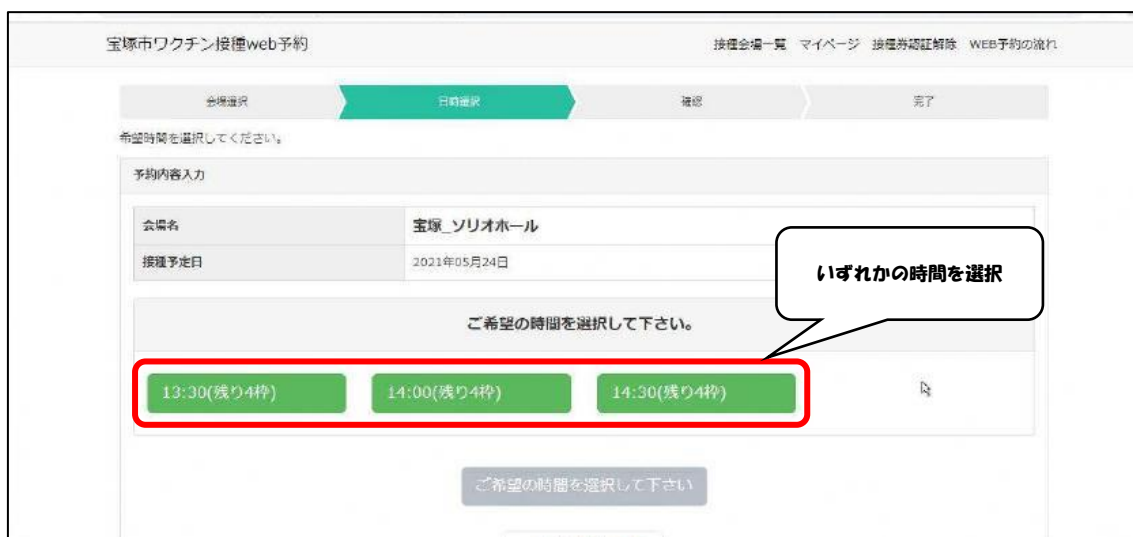 宝塚市ワクチン接種web予約
接種会場一覧 マイページ 接種券認証解除 WEB予約の流れ
会場選択 日時選択 確認 完了
希望時間を選択してください。
予約内容入力
会場名 宝塚_ソリオホール
接種予定日 2021年05月24日
いずれかの時間を選択
ご希望の時間を選択して下さい。
13:30(残り4枠) 14:00(残り4枠) 14:30(残り4枠)
ご希望の時間を選択して下さい